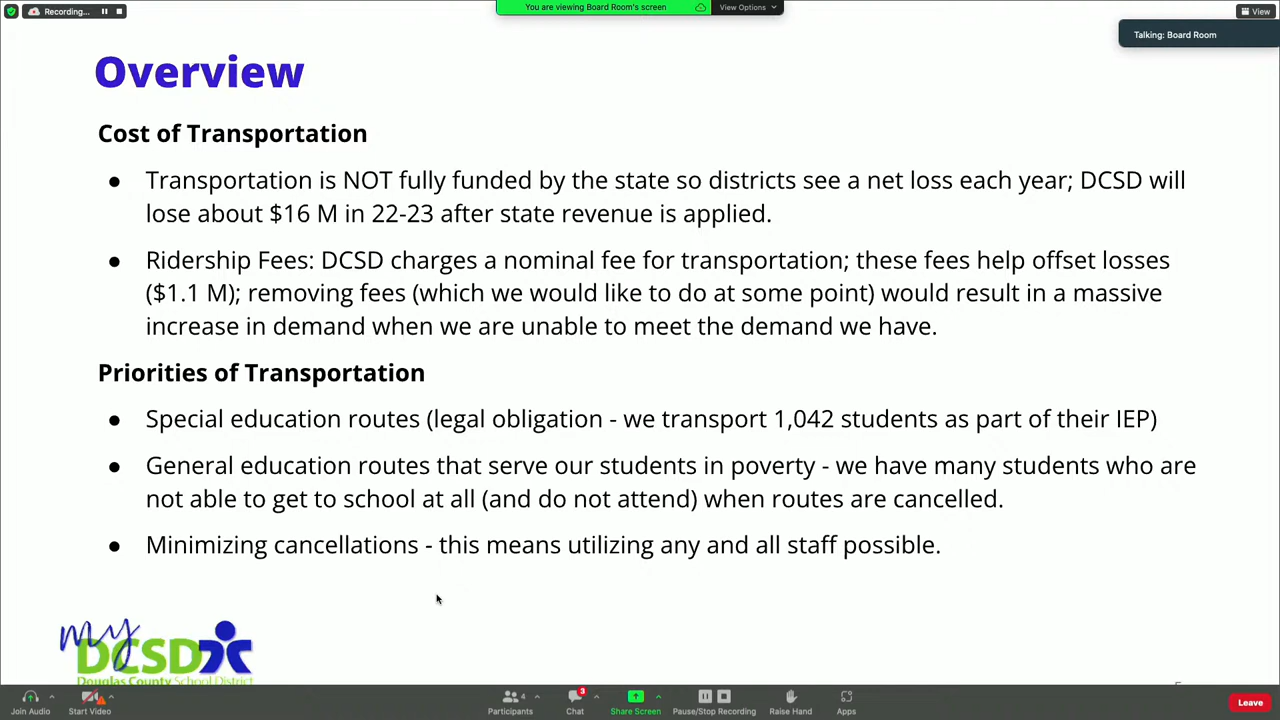 Recording...
You are viewing Board Room's screen
View Options
View
Talking: Board Room
Overview
Cost of Transportation
● Transportation is NOT fully funded by the state so districts see a net loss each year; DCSD will
lose about $16 M in 22-23 after state revenue is applied.
● Ridership Fees: DCSD charges a nominal fee for transportation; these fees help offset losses
($1.1 M); removing fees (which we would like to do at some point) would result in a massive
increase in demand when we are unable to meet the demand we have.
Priorities of Transportation
● Special education routes (legal obligation - we transport 1,042 students as part of their IEP)
● General education routes that serve our students in poverty - we have many students who are
not able to get to school at all (and do not attend) when routes are cancelled.
● Minimizing cancellations - this means utilizing any and all staff possible.
my
DCSD
Douglas County School District
Join Audio
Start Video
4
Participants
3
Chat
Share Screen
Pause/Stop Recording
Raise Hand
Apps
Leave